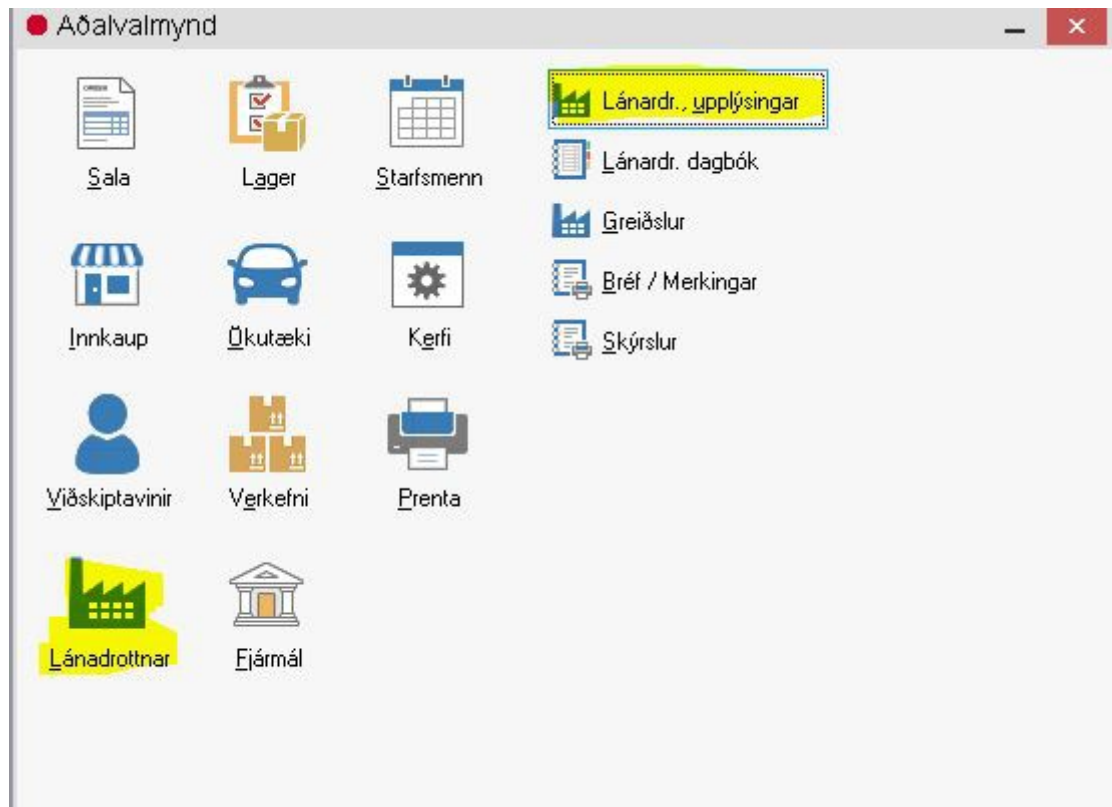 Aðalvalmynd
Sala
Lager
Starfsmenn
Innkaup
Ökutæki
Kerfi
Viðskiptavinir
Verkefni
Prenta
Lánadrottnar
Fjármál
Lánardr., upplýsingar
Lánardr. dagbók
Greiðslur
Bréf / Merkingar
Skýrslur